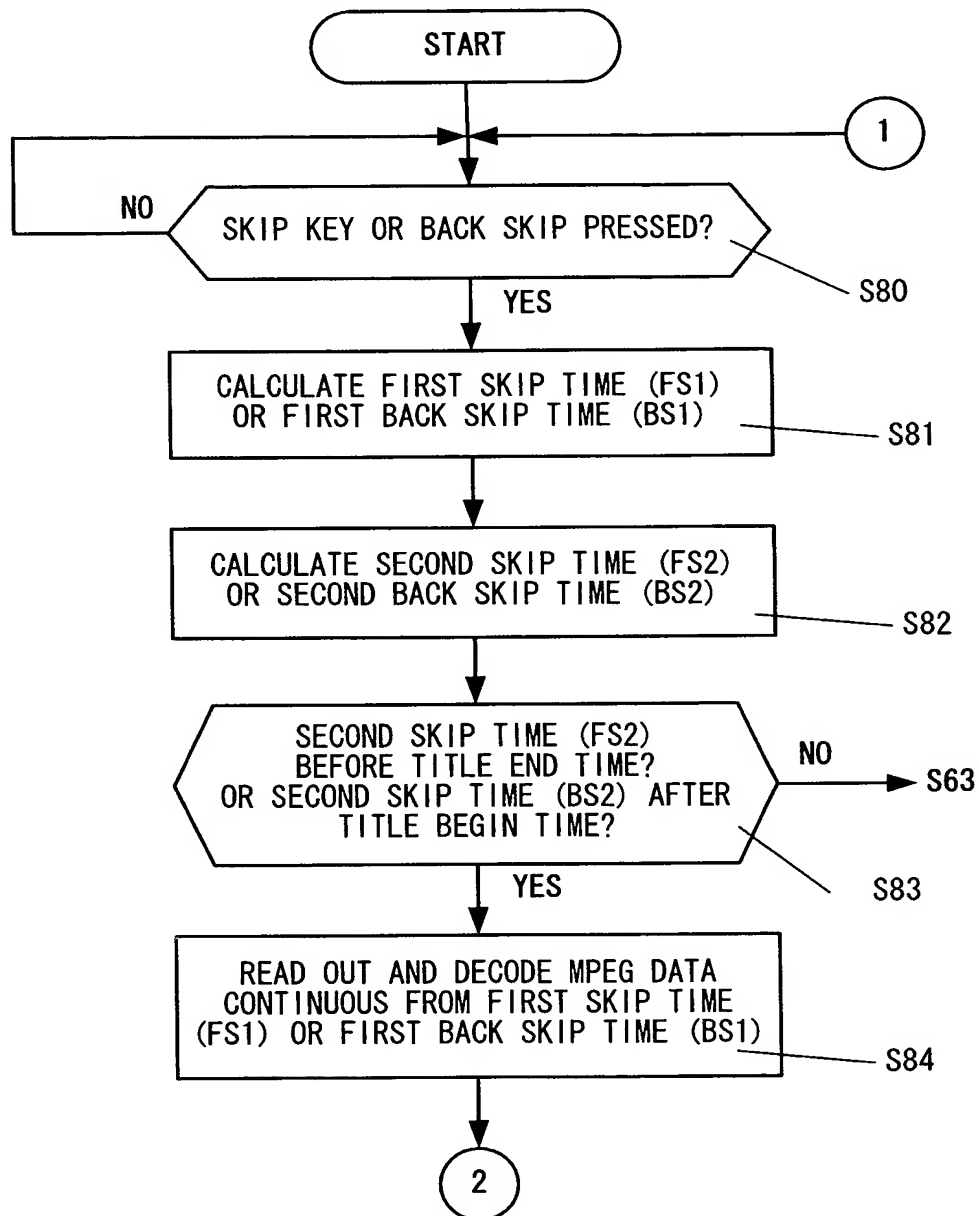 START
1
NO
SKIP KEY OR BACK SKIP PRESSED?
S80
YES
CALCULATE FIRST SKIP TIME (FS1)
OR FIRST BACK SKIP TIME (BS1)
S81
CALCULATE SECOND SKIP TIME (FS2)
OR SECOND BACK SKIP TIME (BS2)
S82
SECOND SKIP TIME (FS2)
BEFORE TITLE END TIME?
OR SECOND SKIP TIME (BS2) AFTER
TITLE BEGIN TIME?
NO
S63
S83
YES
READ OUT AND DECODE MPEG DATA
CONTINUOUS FROM FIRST SKIP TIME
(FS1) OR FIRST BACK SKIP TIME (BS1)
S84
2